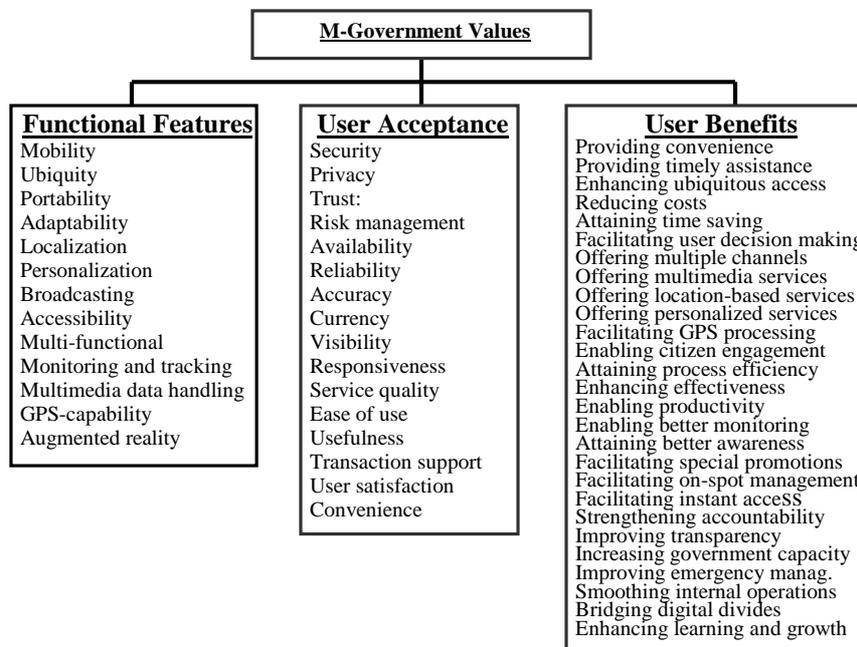 M-Government Values
Functional Features
Mobility
Ubiquity
Portability
Adaptability
Localization
Personalization
Broadcasting
Accessibility
Multi-functional
Monitoring and tracking
Multimedia data handling
GPS-capability
Augmented reality
User Acceptance
Security
Privacy
Trust:
Risk management
Availability
Reliability
Accuracy
Currency
Visibility
Responsiveness
Service quality
Ease of use
Usefulness
Transaction support
User satisfaction
Convenience
User Benefits
Providing convenience
Providing timely assistance
Enhancing ubiquitous access
Reducing costs
Attaining time saving
Facilitating user decision making
Offering multiple channels
Offering multimedia services
Offering location-based services
Offering personalized services
Facilitating GPS processing
Enabling citizen engagement
Attaining process efficiency
Enhancing effectiveness
Enabling productivity
Enabling better monitoring
Attaining better awareness
Facilitating special promotions
Facilitating on-spot management
Facilitating instant access
Strengthening accountability
Improving transparency
Increasing government capacity
Improving emergency manag.
Smoothing internal operations
Bridging digital divides
Enhancing learning and growth